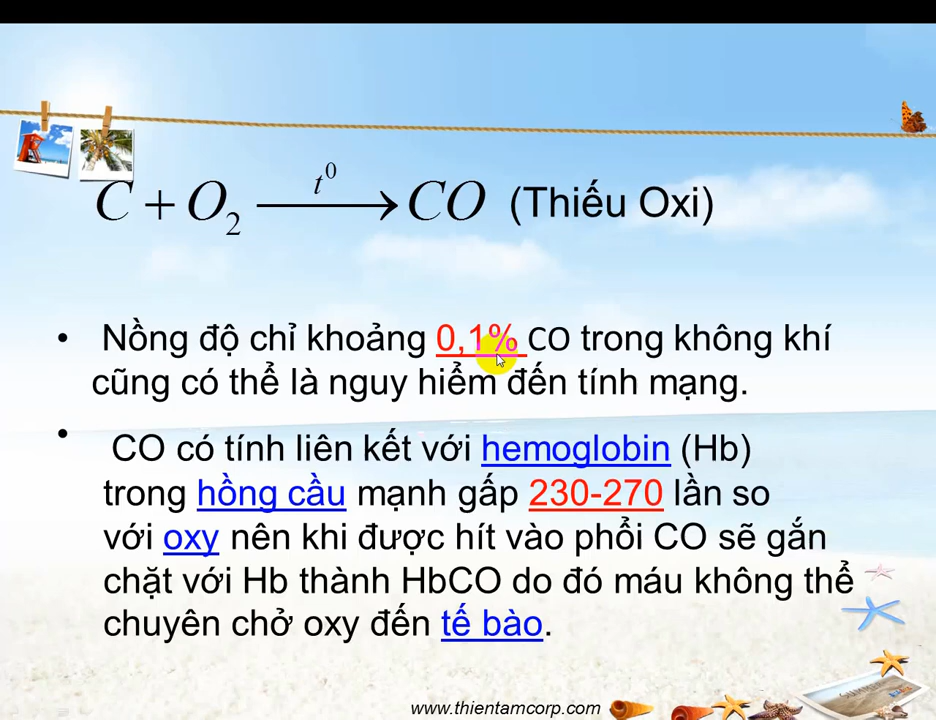 C + O₂ —t⁰→ CO (Thiếu Oxi)
• Nồng độ chỉ khoảng 0,1% CO trong không khí
cũng có thể là nguy hiểm đến tính mạng.
• CO có tính liên kết với hemoglobin (Hb)
trong hồng cầu mạnh gấp 230-270 lần so
với oxy nên khi được hít vào phổi CO sẽ gắn
chặt với Hb thành HbCO do đó máu không thể
chuyên chở oxy đến tế bào.
www.thientamcorp.com